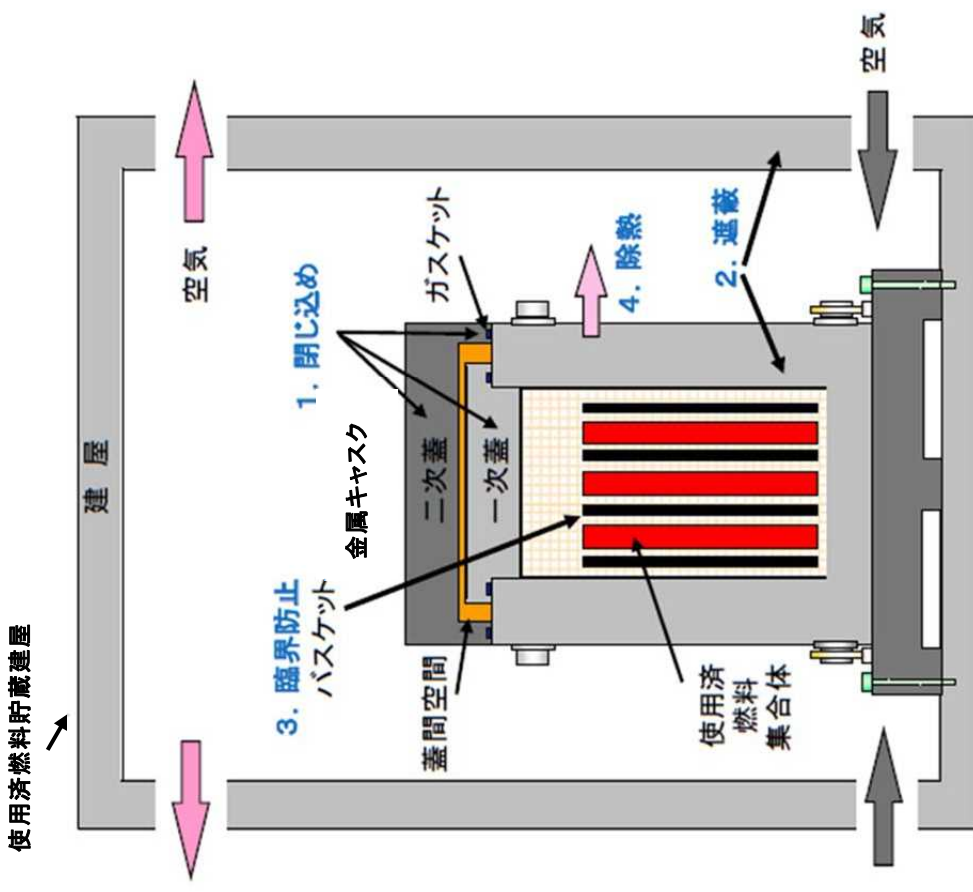 使用済燃料貯蔵建屋
建 屋
空気
金属キャスク
1. 閉じ込め
3. 臨界防止
バスケット
二次蓋
一次蓋
ガスケット
蓋間空間
4. 除熱
2. 遮蔽
使用済
燃料
集合体
空気